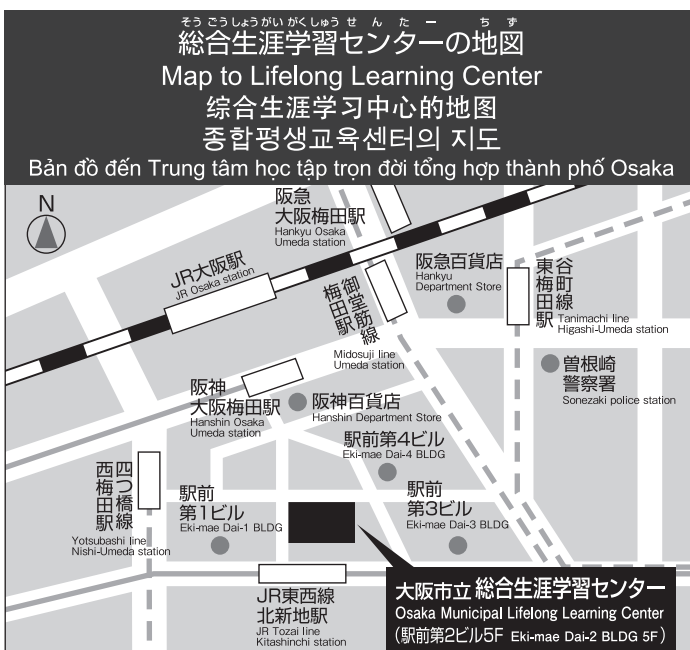 そうごうしょうがいがくしゅうせんたー ちず
総合生涯学習センターの地図
Map to Lifelong Learning Center
综合生涯学习中心的地图
종합평생교육센터의 지도
Bản đồ đến Trung tâm học tập trọn đời tổng hợp thành phố Osaka
N
阪急
大阪梅田駅
Hankyu Osaka
Umeda station
JR大阪駅
JR Osaka station
御堂筋線
梅田駅
Midosuji line
Umeda station
阪急百貨店
Hankyu
Department Store
谷町線
東梅田駅
Tanimachi line
Higashi-Umeda station
曽根崎
警察署
Sonezaki police station
阪神
大阪梅田駅
Hanshin Osaka
Umeda station
阪神百貨店
Hanshin Department Store
駅前第4ビル
Eki-mae Dai-4 BLDG
四つ橋線
西梅田駅
Yotsubashi line
Nishi-Umeda station
駅前
第1ビル
Eki-mae Dai-1 BLDG
駅前
第3ビル
Eki-mae Dai-3 BLDG
JR東西線
北新地駅
JR Tozai line
Kitashinchi station
大阪市立 総合生涯学習センター
Osaka Municipal Lifelong Learning Center
(駅前第2ビル5F Eki-mae Dai-2 BLDG 5F)